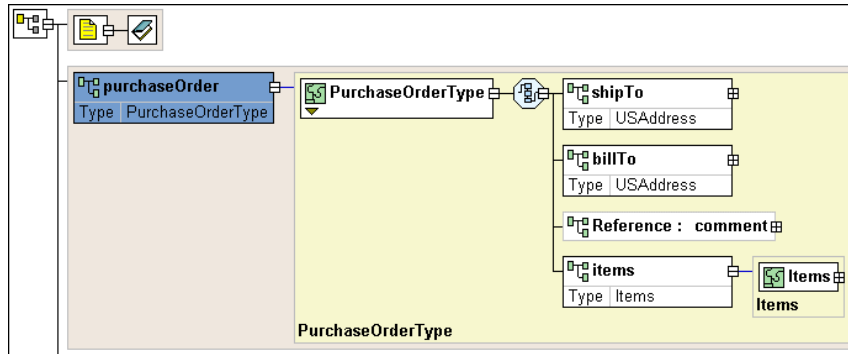 purchaseOrder
Type PurchaseOrderType
PurchaseOrderType
shipTo
Type USAddress
billTo
Type USAddress
Reference : comment
items
Type Items
Items
Items
PurchaseOrderType